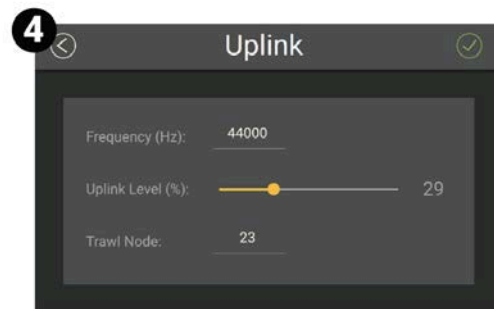 4
Uplink
Frequency (Hz): 44000
Uplink Level (%): 29
Trawl Node: 23